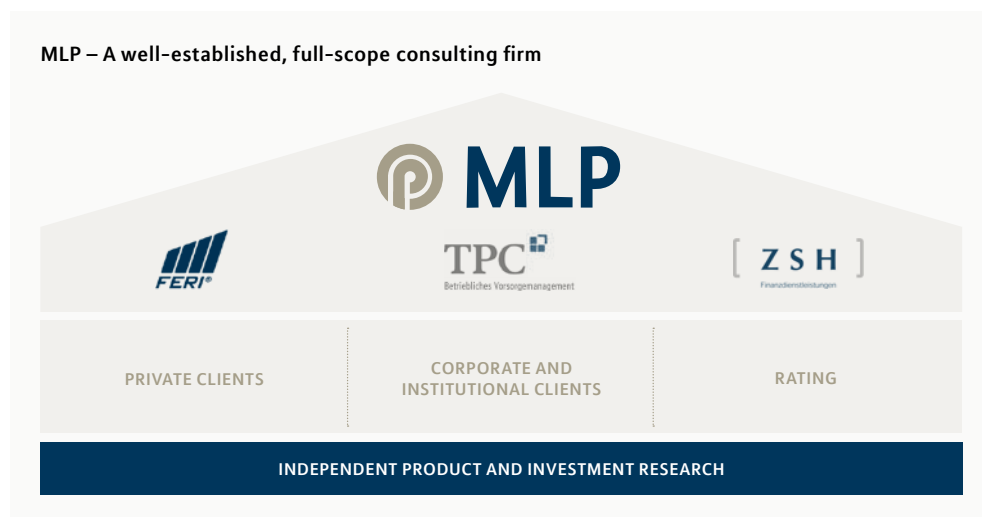 MLP – A well-established, full-scope consulting firm
MLP
FERI®
TPC
Betriebliches Vorsorgemanagement
[ Z S H ]
Finanzdienstleistungen
PRIVATE CLIENTS
CORPORATE AND
INSTITUTIONAL CLIENTS
RATING
INDEPENDENT PRODUCT AND INVESTMENT RESEARCH